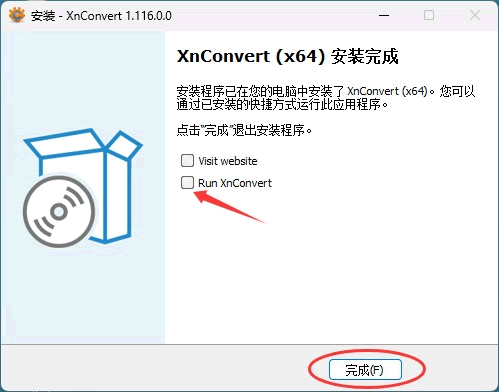 安装 - XnConvert 1.116.0.0
XnConvert (x64) 安装完成
安装程序已在您的电脑中安装了 XnConvert (x64)。您可以
通过已安装的快捷方式运行此应用程序。
点击“完成”退出安装程序。
Visit website
Run XnConvert
完成(F)